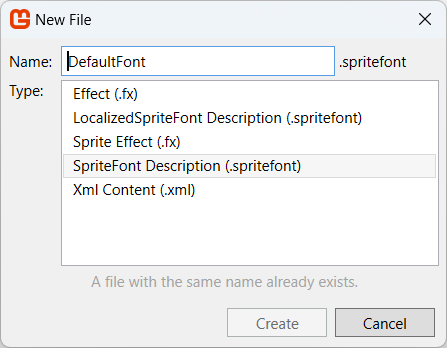 New File
Name: DefaultFont .spritefont
Type: Effect (.fx)
LocalizedSpriteFont Description (.spritefont)
Sprite Effect (.fx)
SpriteFont Description (.spritefont)
Xml Content (.xml)
A file with the same name already exists.
Create Cancel